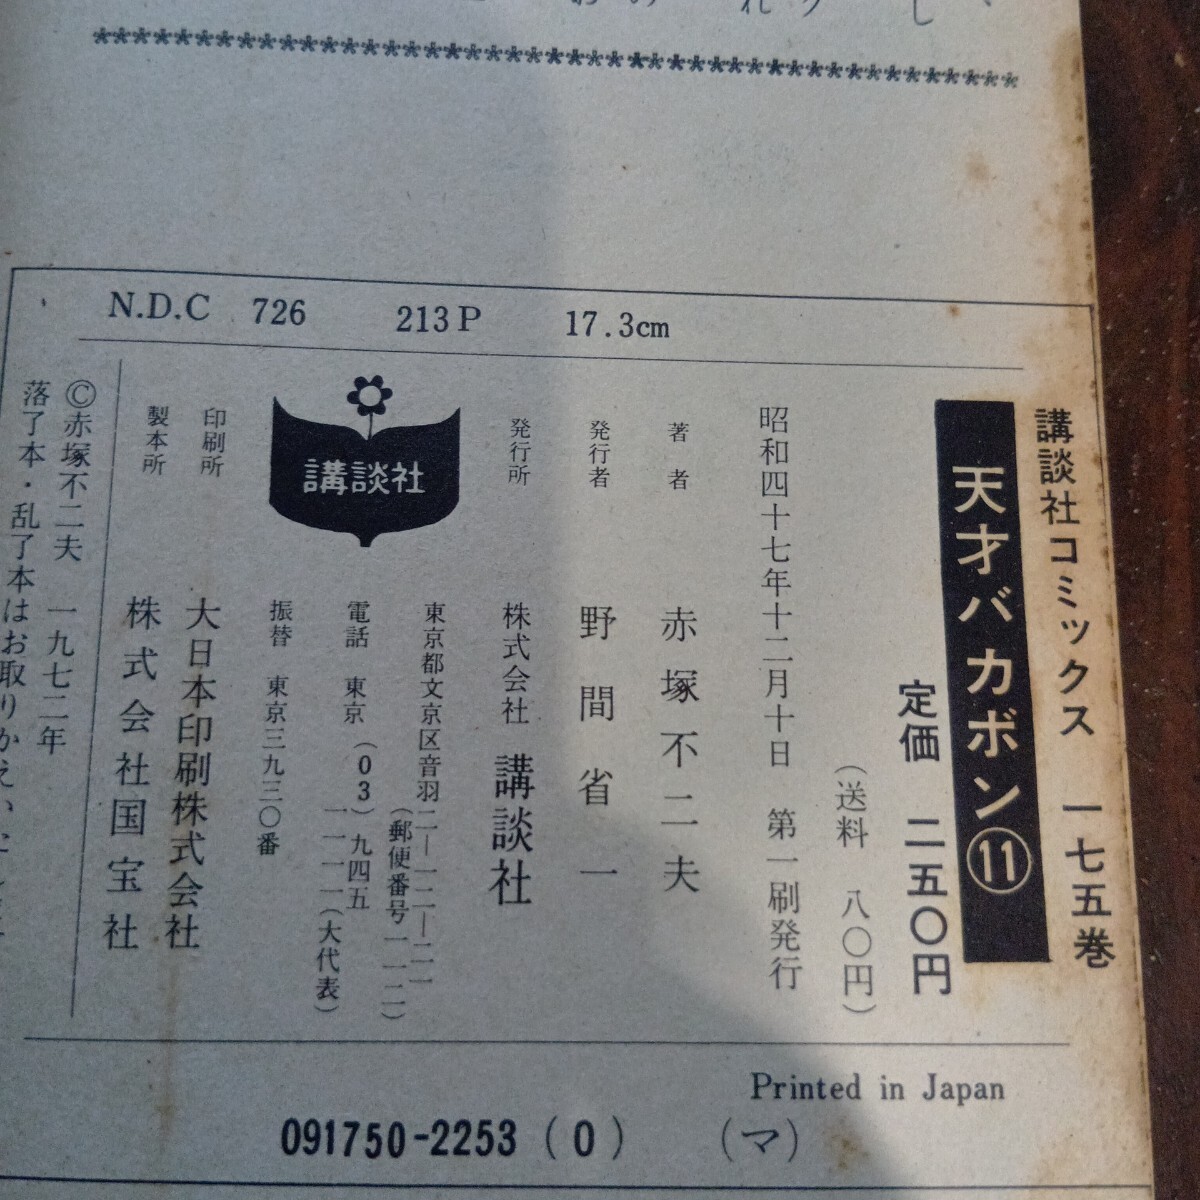 N.D.C 726 213P 17.3cm
講談社コミックス 一七五巻
天才バカボン⑪
定価 二五〇円
(送料 八〇円)
昭和四十七年十二月十日 第一刷発行
著者 赤塚不二夫
発行者 野間省一
発行所 株式会社 講談社
東京都文京区音羽二—一二—二一
(郵便番号一一二)
電話 東京 (03) 九四五
一一一一(大代表)
振替 東京三九三〇番
講談社
印刷所 大日本印刷株式会社
製本所 株式会社国宝社
Ⓒ赤塚不二夫 一九七二年
落丁本・乱丁本はお取りかえい
Printed in Japan
091750-2253 (0) (マ)